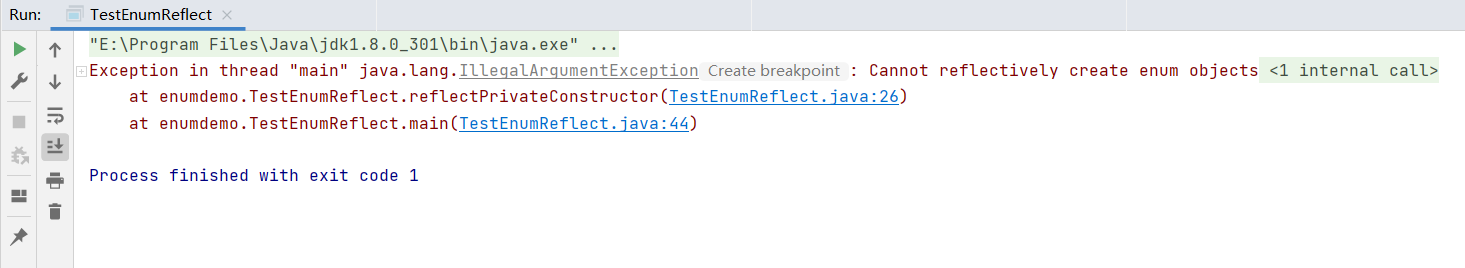 Run: TestEnumReflect
"E:\Program Files\Java\jdk1.8.0_301\bin\java.exe" ...
Exception in thread "main" java.lang.IllegalArgumentException Create breakpoint : Cannot reflectively create enum objects <1 internal call>
at enumdemo.TestEnumReflect.reflectPrivateConstructor(TestEnumReflect.java:26)
at enumdemo.TestEnumReflect.main(TestEnumReflect.java:44)
Process finished with exit code 1